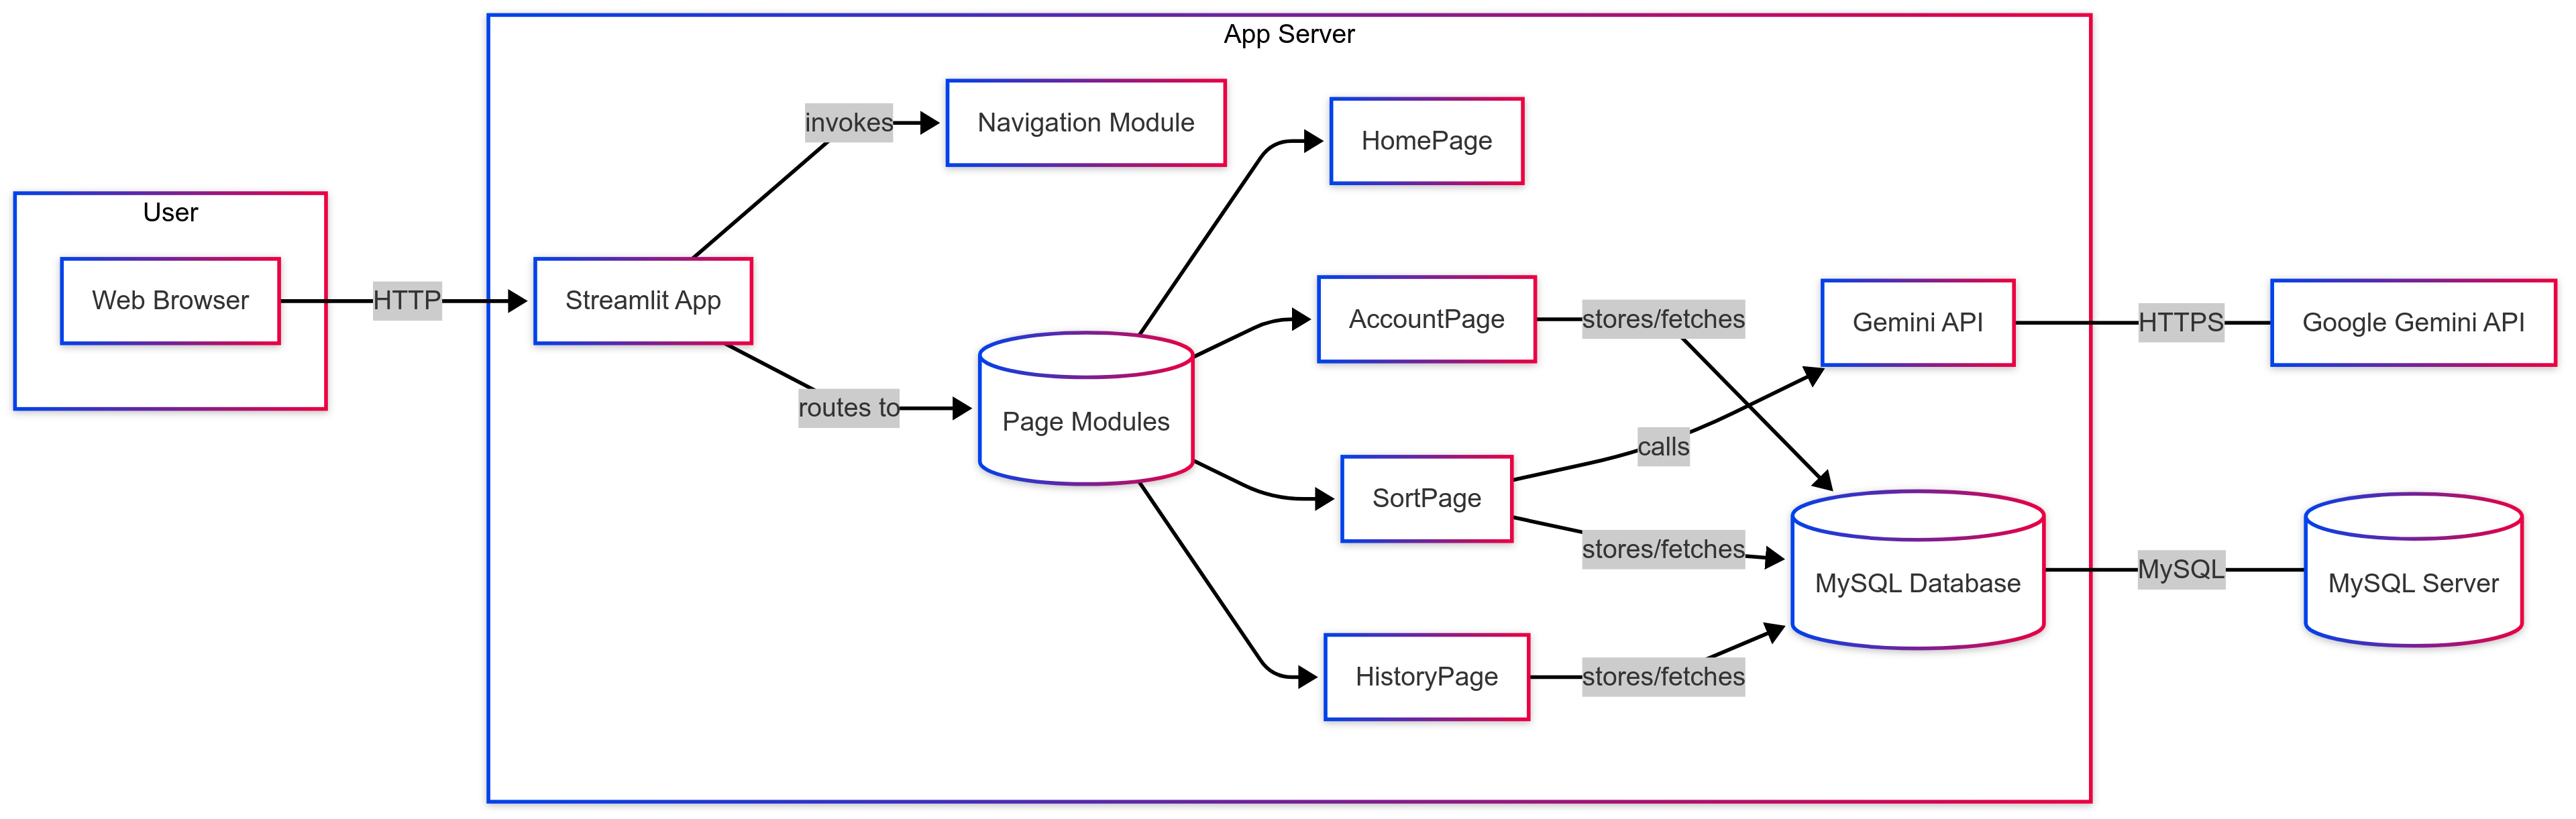 App Server
User
Web Browser
HTTP
Streamlit App
invokes
Navigation Module
routes to
Page Modules
HomePage
AccountPage
stores/fetches
SortPage
calls
stores/fetches
HistoryPage
stores/fetches
Gemini API
HTTPS
Google Gemini API
MySQL Database
MySQL
MySQL Server